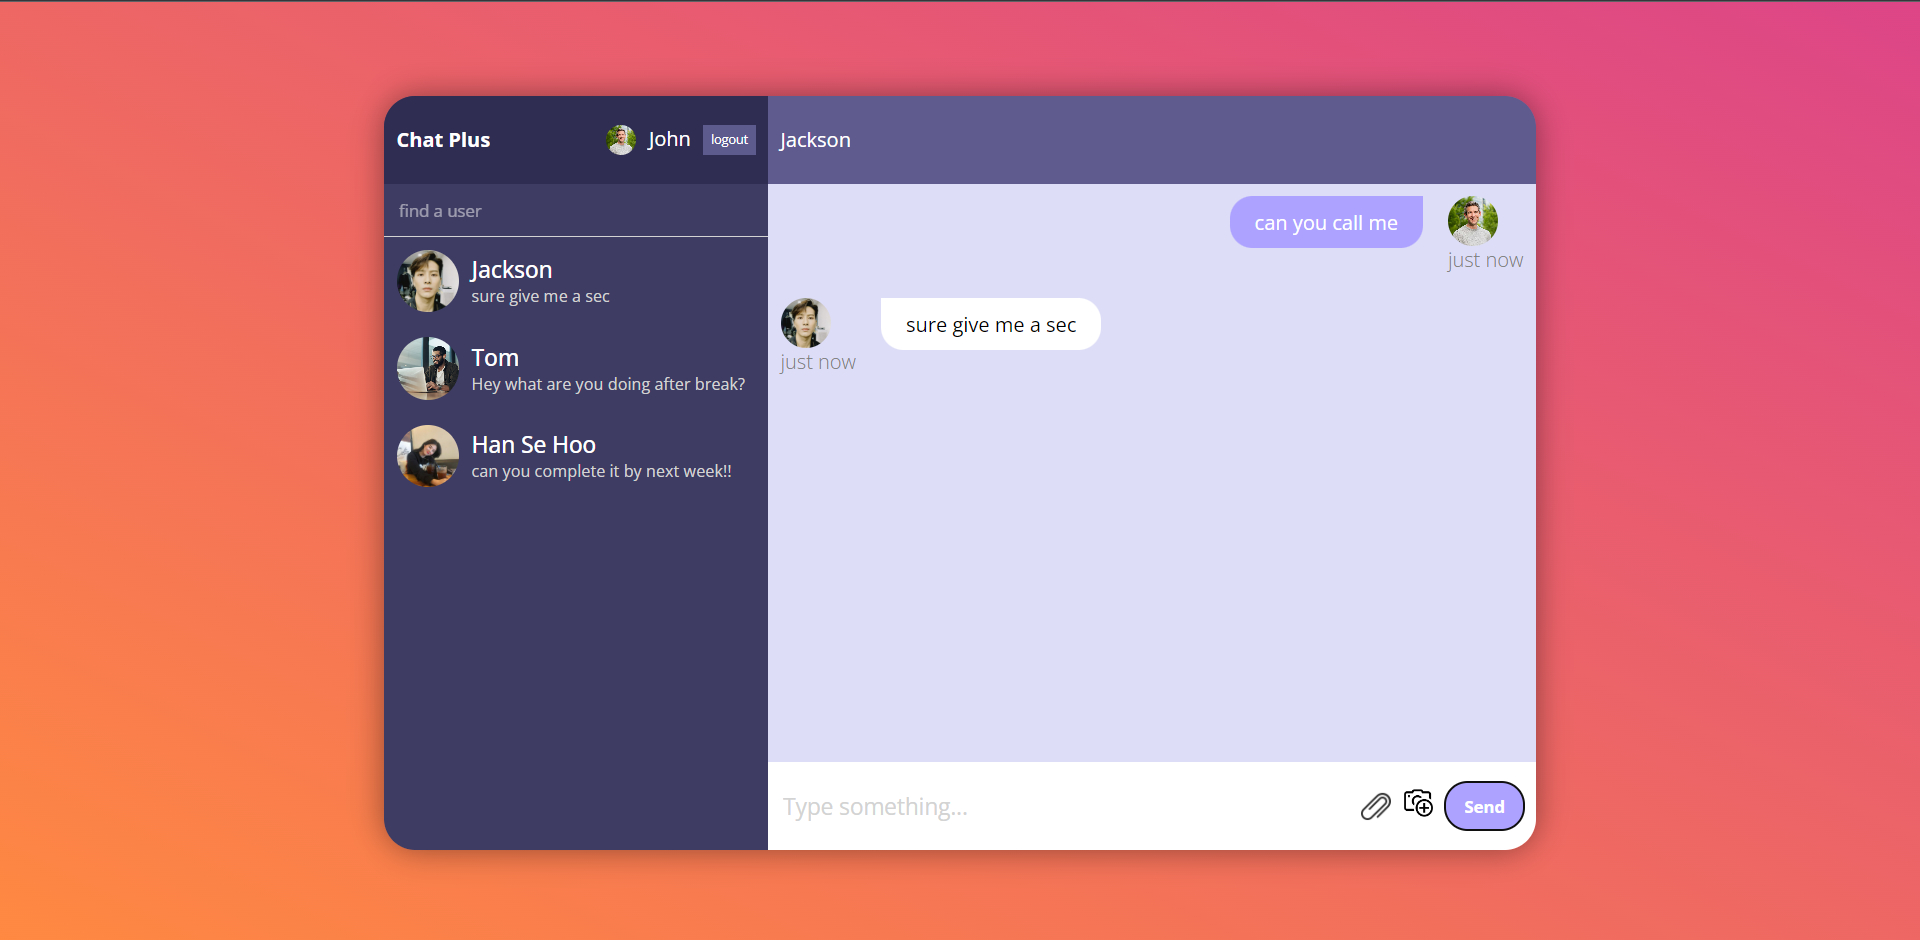 Chat Plus
John
logout
find a user
Jackson
sure give me a sec
Tom
Hey what are you doing after break?
Han Se Hoo
can you complete it by next week!!
Jackson
can you call me
just now
sure give me a sec
just now
Type something...
Send